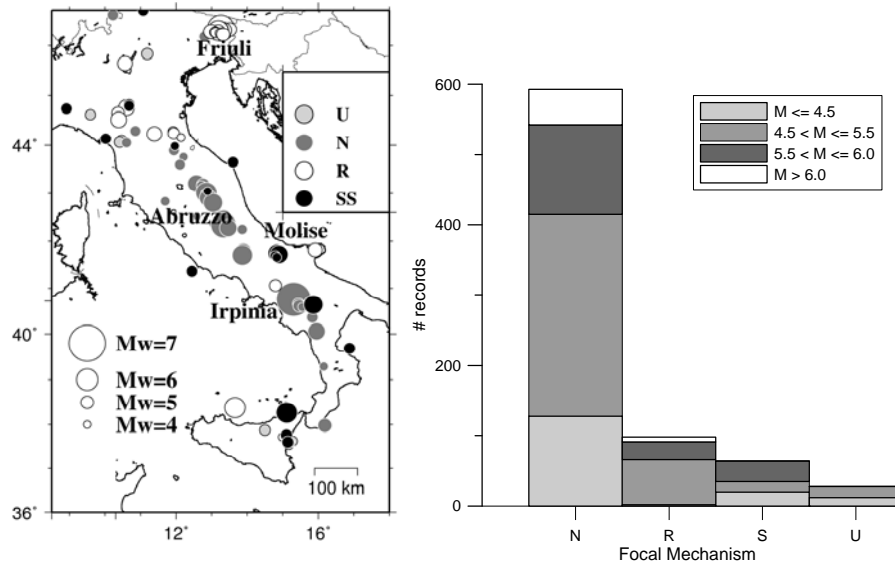 Friuli
U
N
R
SS
44°
Abruzzo
Molise
Irpinia
Mw=7
40°
Mw=6
Mw=5
Mw=4
38°
100 km
36°
12°
16°
600
400
200
0
# records
M <= 4.5
4.5 < M <= 5.5
5.5 < M <= 6.0
M > 6.0
N
R
S
U
Focal Mechanism